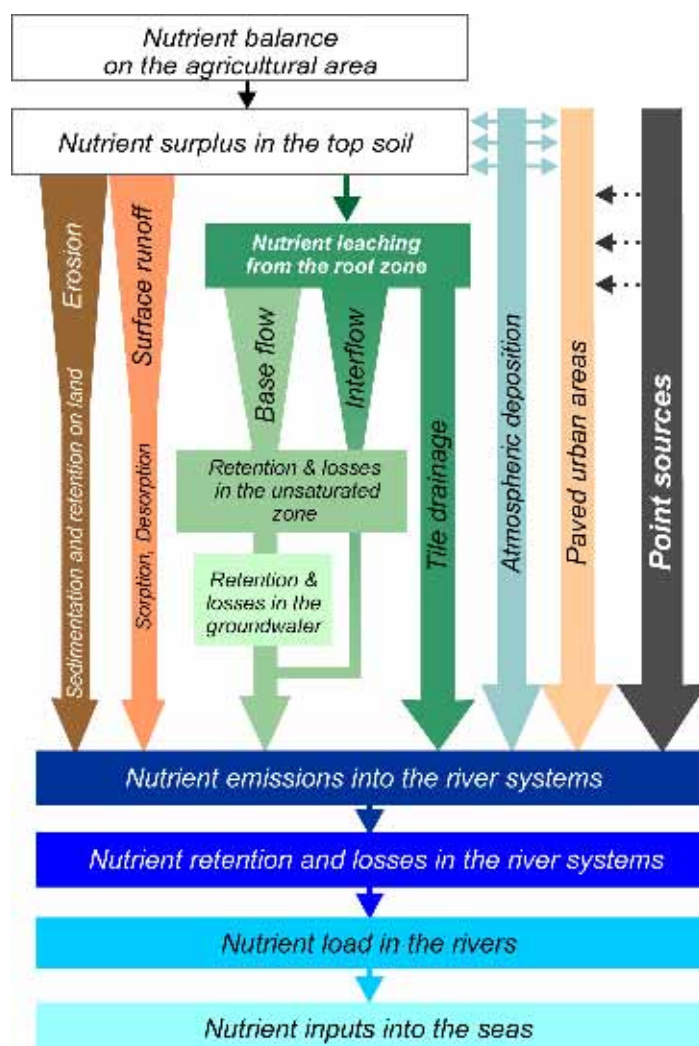 Nutrient balance
on the agricultural area
Nutrient surplus in the top soil
Erosion
Sedimentation and retention on land
Surface runoff
Sorption, Desorption
Nutrient leaching
from the root zone
Base flow
Interflow
Retention & losses
in the unsaturated
zone
Retention &
losses in the
groundwaler
Tile drainage
Atmospheric deposition
Paved urban areas
Point sources
Nutrient emissions into the river systems
Nutrient retention and losses in the river systems
Nutrient load in the rivers
Nutrient inputs into the seas